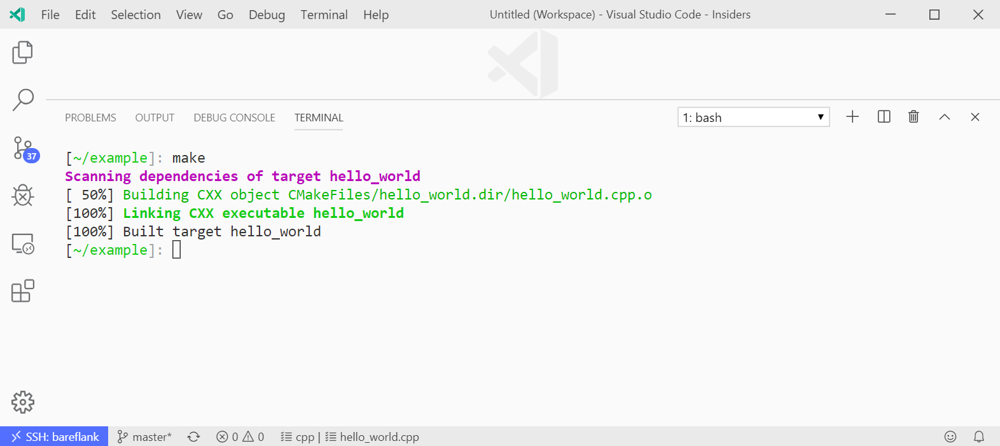 File Edit Selection View Go Debug Terminal Help Untitled (Workspace) - Visual Studio Code - Insiders
PROBLEMS OUTPUT DEBUG CONSOLE TERMINAL 1: bash
[~/example]: make
Scanning dependencies of target hello_world
[ 50%] Building CXX object CMakeFiles/hello_world.dir/hello_world.cpp.o
[100%] Linking CXX executable hello_world
[100%] Built target hello_world
[~/example]:
37
SSH: bareflank master* 0 0 cpp | hello_world.cpp